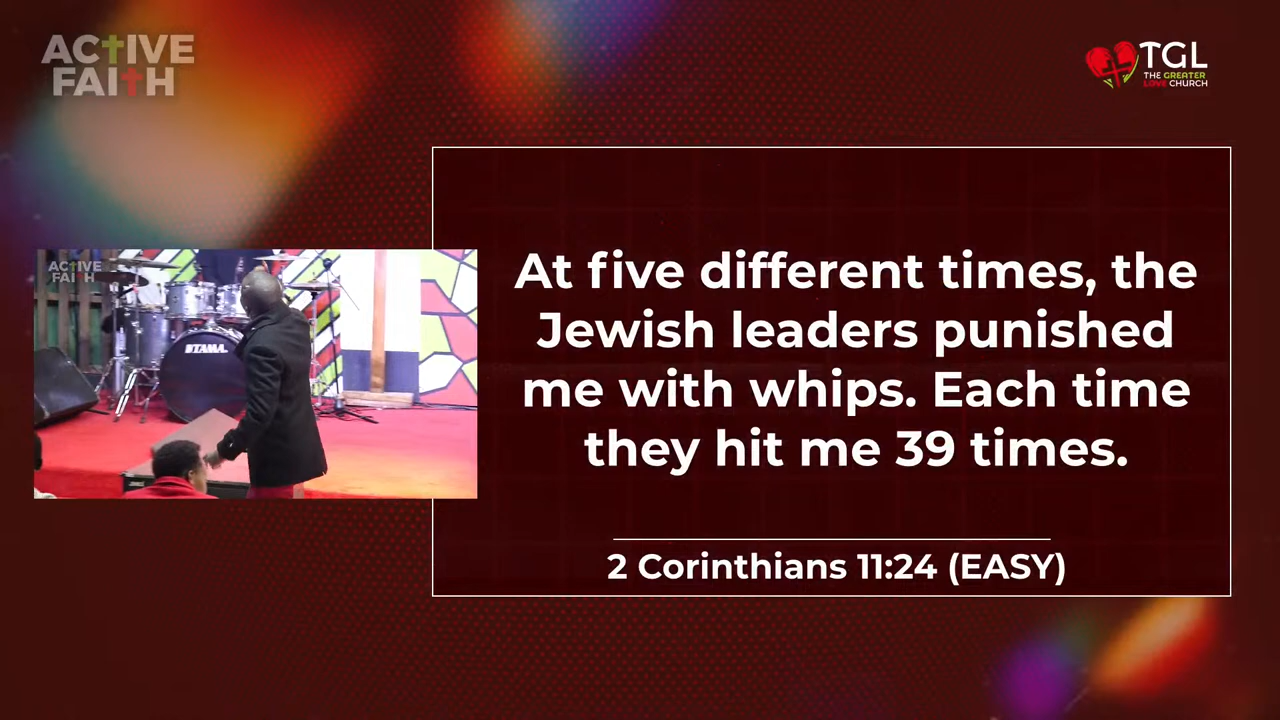 ACTIVE
FAITH
TGL
THE GREATER
LOVE CHURCH
ACTIVE
FAITH
TAMA
At five different times, the
Jewish leaders punished
me with whips. Each time
they hit me 39 times.
2 Corinthians 11:24 (EASY)